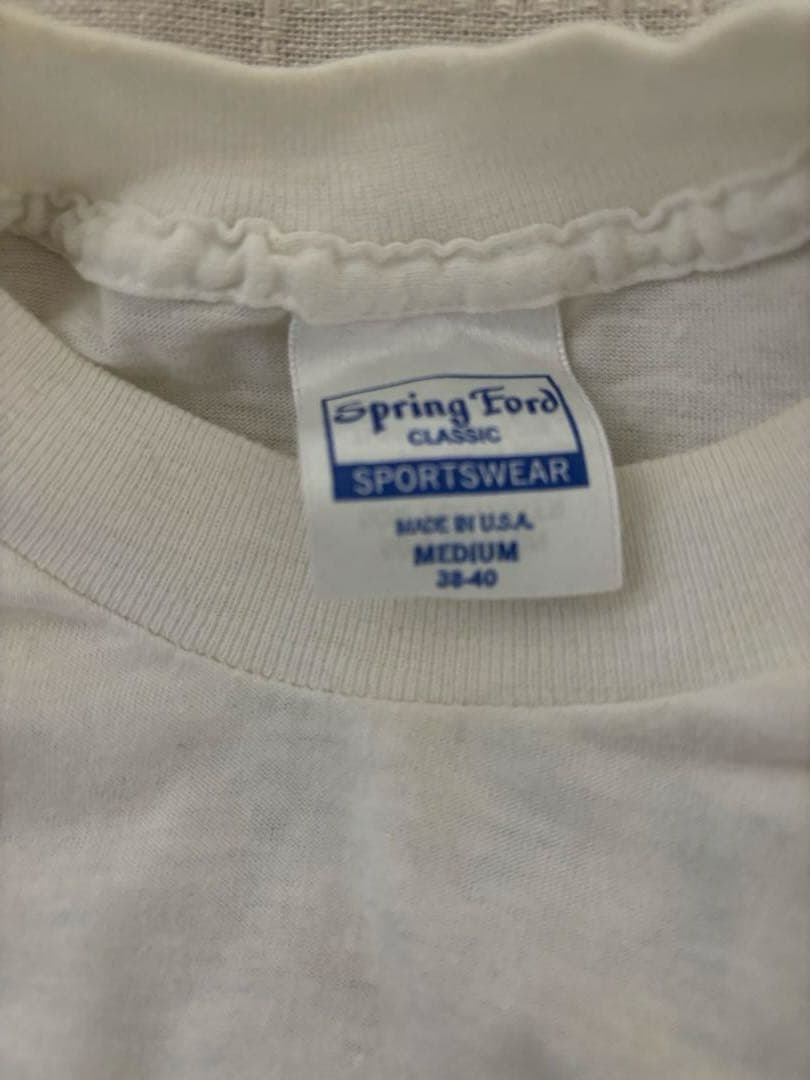 Spring Ford
CLASSIC
SPORTSWEAR
MADE IN U.S.A.
MEDIUM
38-40